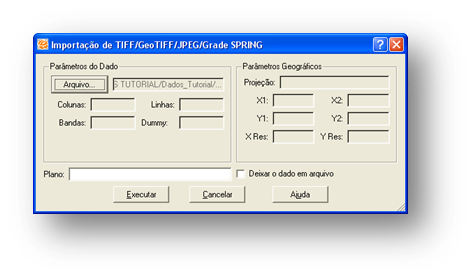 Importação de TIFF/GeoTIFF/JPEG/Grade SPRING
Parâmetros do Dado
Arquivo... S TUTORIAL/Dados_Tutorial/...
Colunas: Linhas:
Bandas: Dummy:
Parâmetros Geográficos
Projeção:
X1: X2:
Y1: Y2:
X Res: Y Res:
Plano: Deixar o dado em arquivo
Executar Cancelar Ajuda